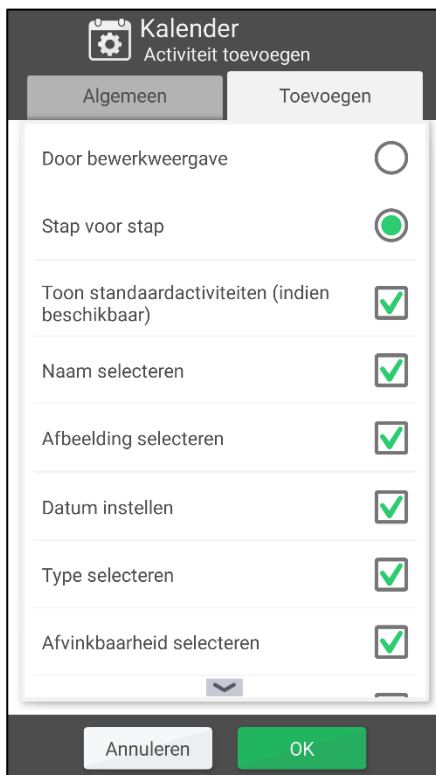 Kalender
Activiteit toevoegen
Algemeen
Toevoegen
Door bewerkweergave
Stap voor stap
Toon standaardactiviteiten (indien
beschikbaar)
Naam selecteren
Afbeelding selecteren
Datum instellen
Type selecteren
Afvinkbaarheid selecteren
Annuleren
OK